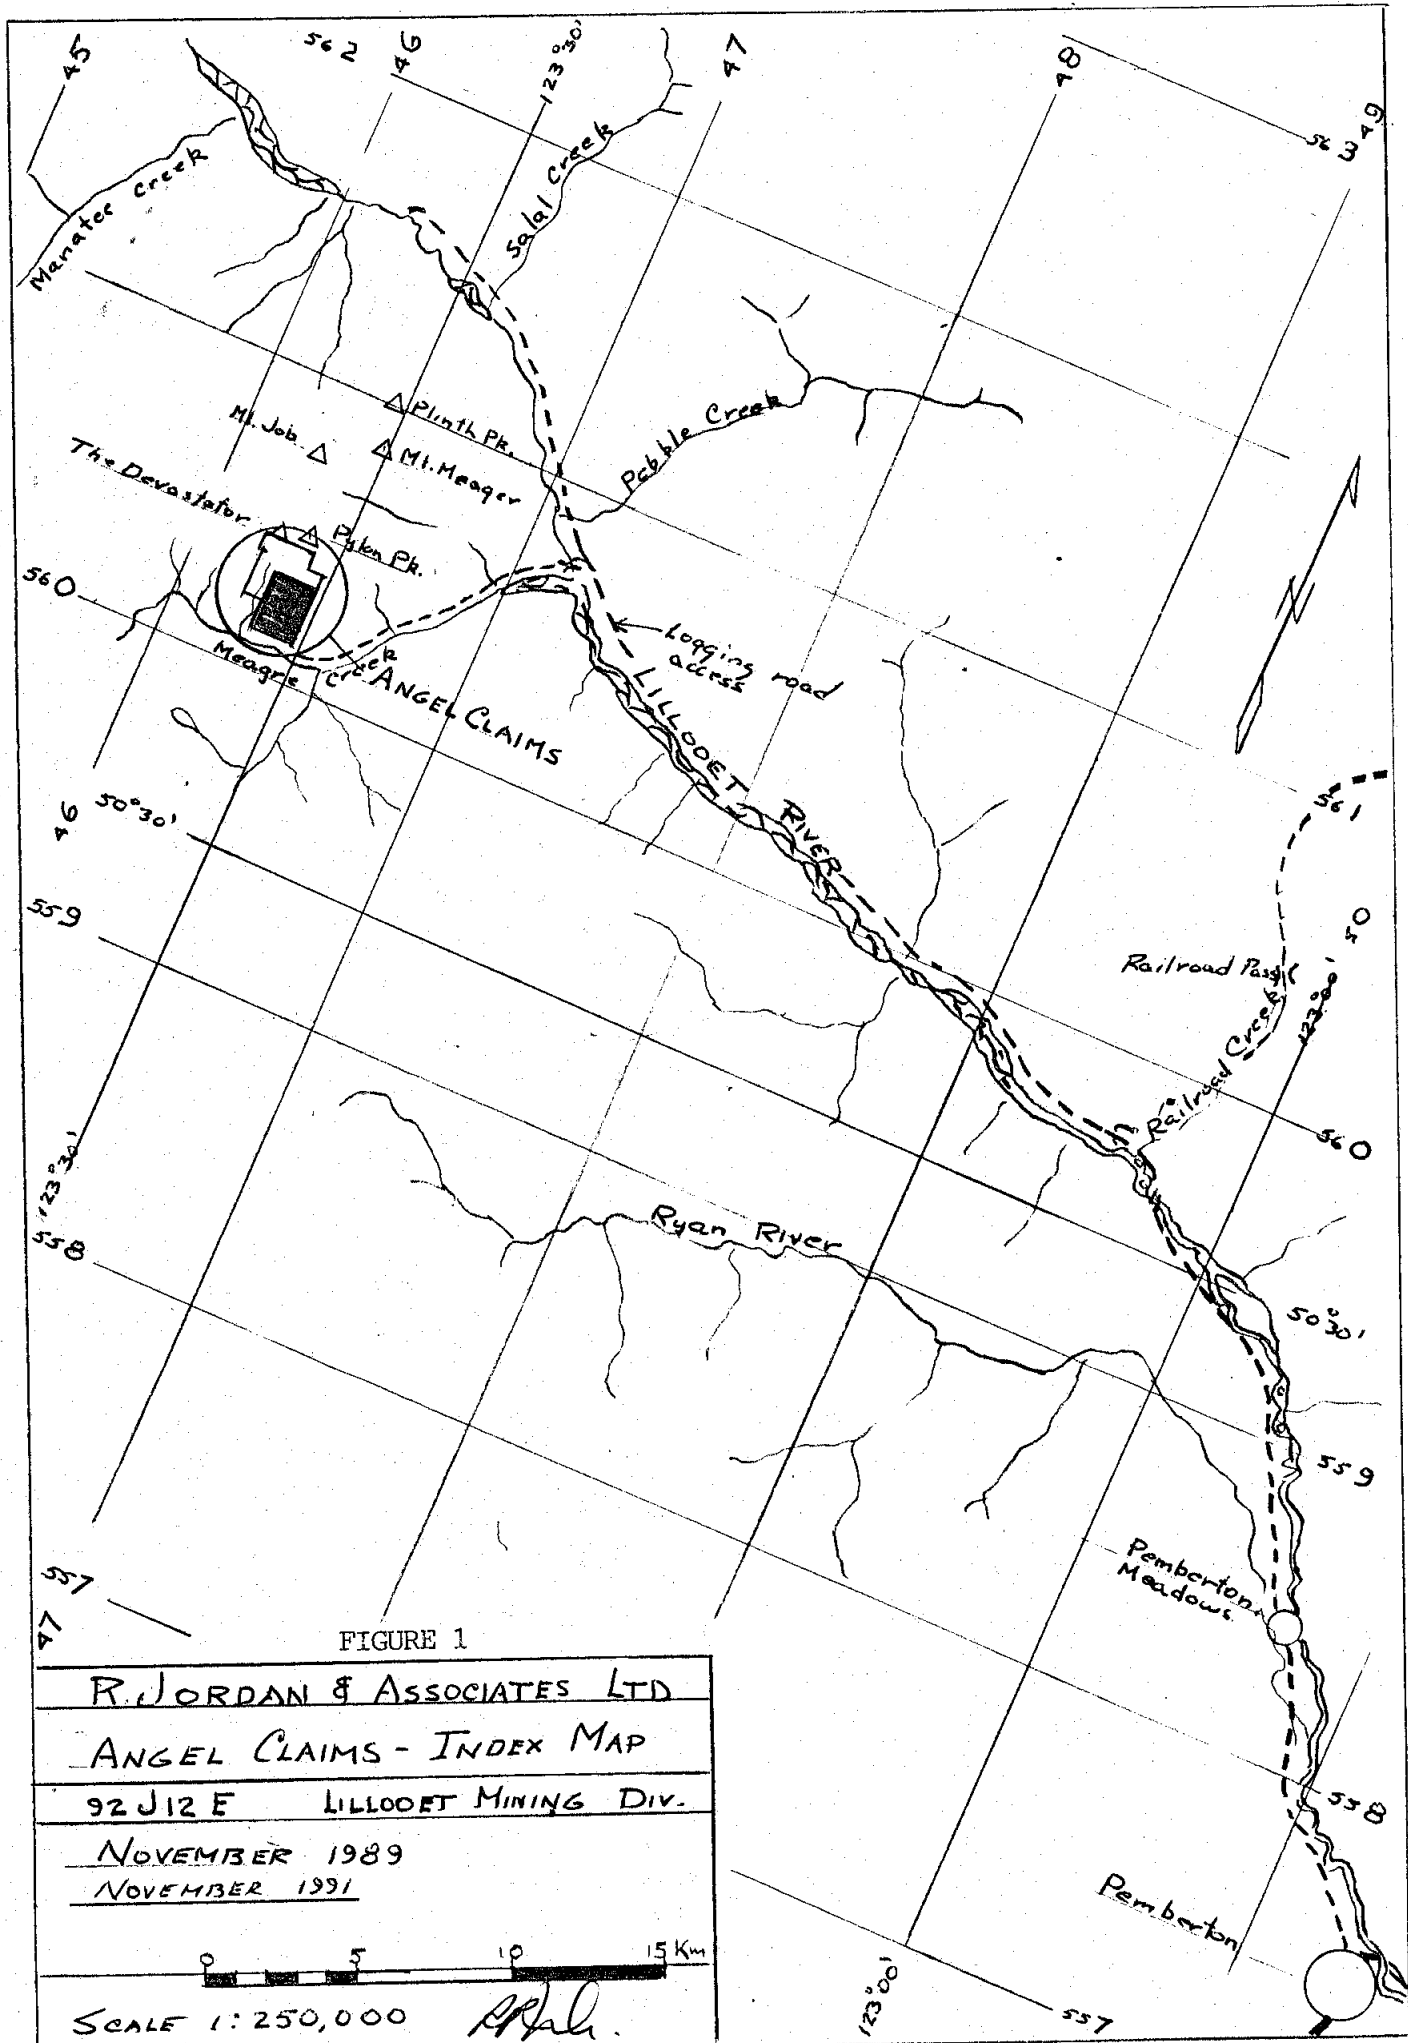 45
562
46
123°30'
47
48
563
49
Manatee Creek
Salal Creek
Plinth Pk.
Mt. Job
Mt. Meager
Pebble Creek
The Devastator
Pylon Pk.
560
Meagre Creek
ANGEL CLAIMS
Logging road
access
LILLOOET RIVER
N
561
46
50°30'
559
50
Railroad Pass
123°00'
Railroad Creek
560
123°30'
558
Ryan River
50°30'
559
Pemberton
Meadows
557
47
558
Pemberton
123°00'
557
FIGURE 1
R. JORDAN & ASSOCIATES LTD
ANGEL CLAIMS - INDEX MAP
92 J 12 E LILLOOET MINING DIV.
NOVEMBER 1989
NOVEMBER 1991
0 5 10 15 Km
SCALE 1:250,000